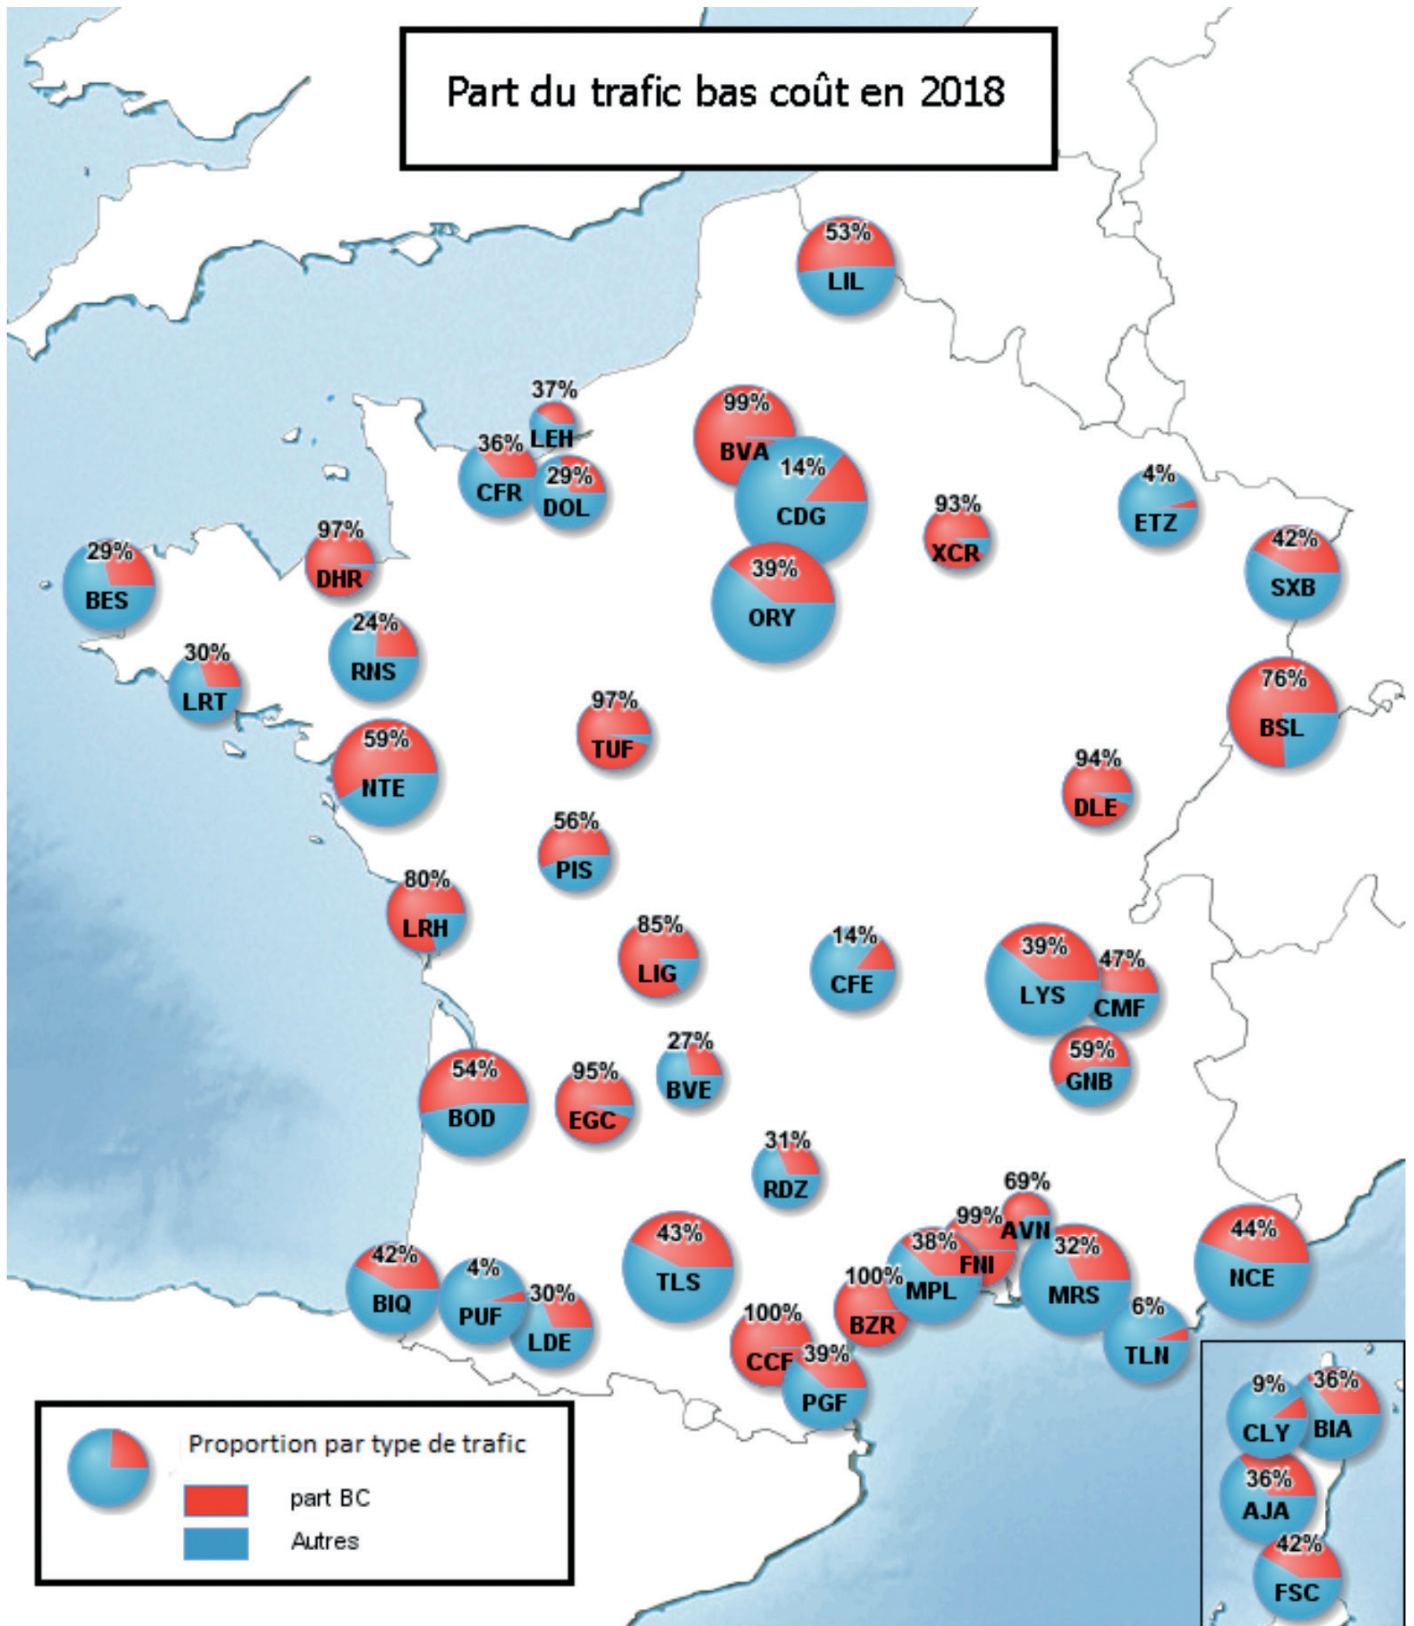 Part du trafic bas coût en 2018
53%
LIL
37%
LEH
99%
BVA
36%
CFR
29%
DOL
14%
CDG
4%
ETZ
93%
XCR
97%
DHR
29%
BES
42%
SXB
39%
ORY
24%
RNS
30%
LRT
76%
BSL
97%
TUF
59%
NTE
94%
DLE
56%
PIS
80%
LRH
85%
LIG
14%
CFE
39%
LYS
47%
CMF
59%
GNB
27%
BVE
54%
BOD
95%
EGC
31%
RDZ
69%
AVN
99%
FNI
43%
TLS
38%
MPL
32%
MRS
44%
NCE
42%
BIQ
4%
PUF
30%
LDE
100%
BZR
6%
TLN
100%
CCF
39%
PGF
9%
CLY
36%
BIA
36%
AJA
42%
FSC
Proportion par type de trafic
part BC
Autres